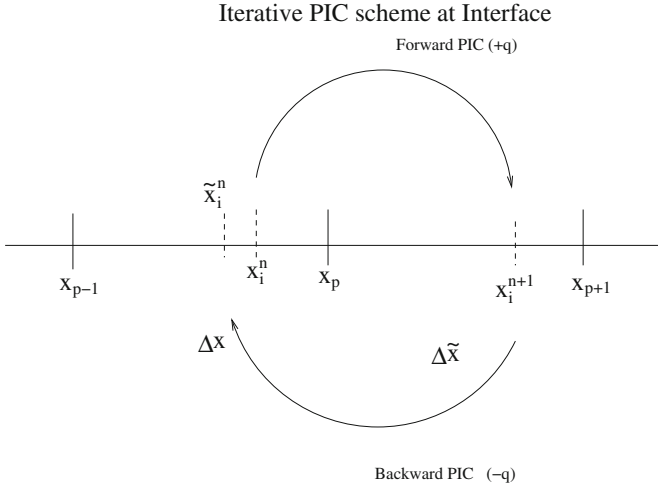 Iterative PIC scheme at Interface
Forward PIC (+q)
x̃ᵢⁿ
xₚ₋₁
xᵢⁿ
xₚ
xᵢⁿ⁺¹
xₚ₊₁
Δx
Δx̃
Backward PIC (−q)